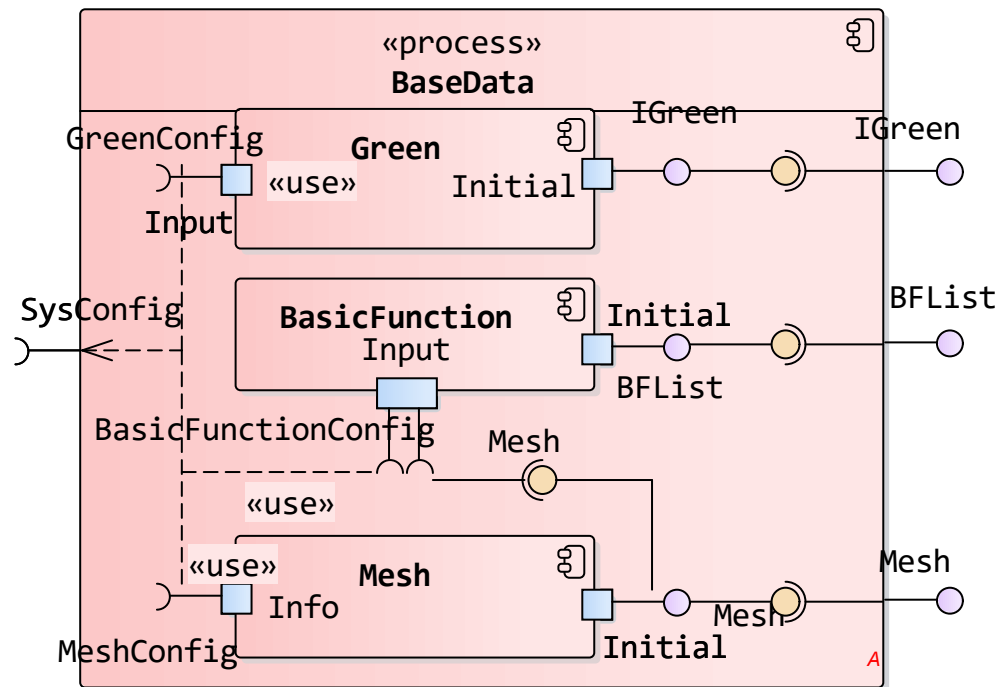 «process»
BaseData
IGreen
IGreen
GreenConfig
Green
«use»
Initial
Input
SysConfig
BasicFunction
Input
Initial
BFList
BFList
BasicFunctionConfig
Mesh
«use»
«use»
Mesh
Mesh
Info
Mesh
MeshConfig
Initial
A